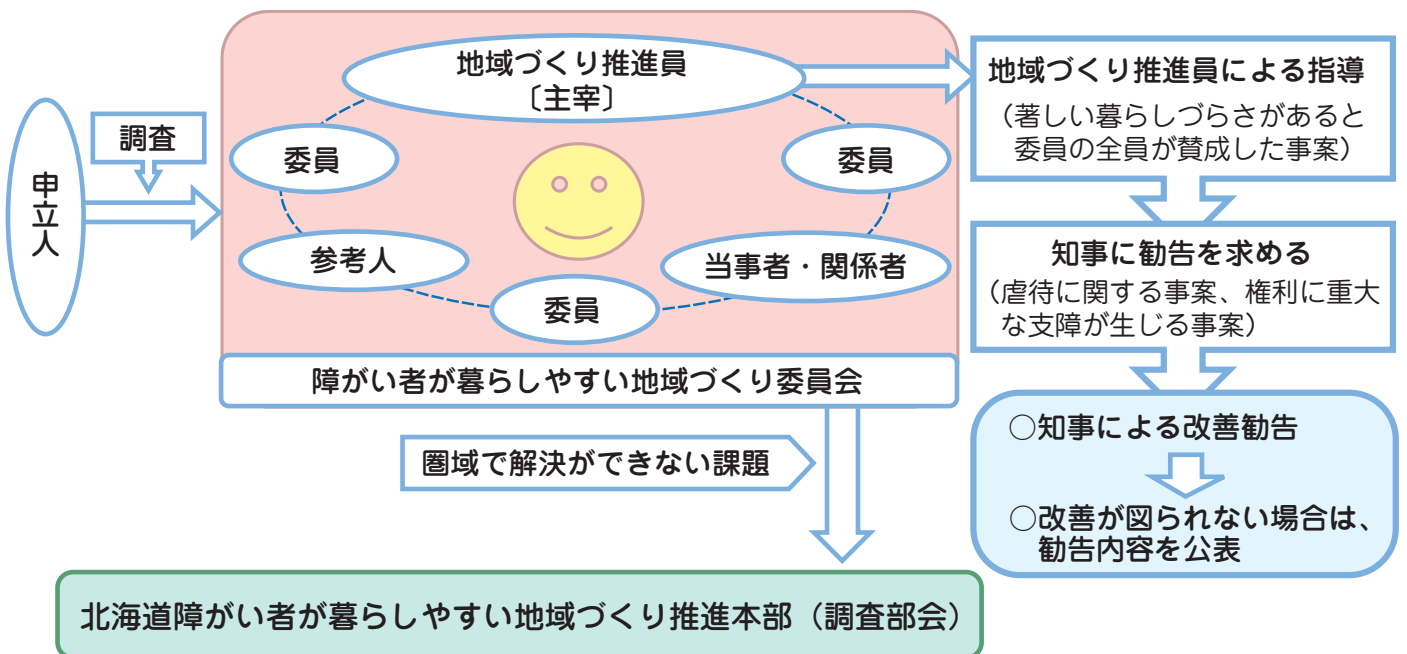 申立人
調査
地域づくり推進員
〔主宰〕
委員
委員
参考人
当事者・関係者
委員
障がい者が暮らしやすい地域づくり委員会
地域づくり推進員による指導
（著しい暮らしづらさがあると
委員の全員が賛成した事案）
知事に勧告を求める
（虐待に関する事案、権利に重大
な支障が生じる事案）
○知事による改善勧告
○改善が図られない場合は、
勧告内容を公表
圏域で解決ができない課題
北海道障がい者が暮らしやすい地域づくり推進本部（調査部会）